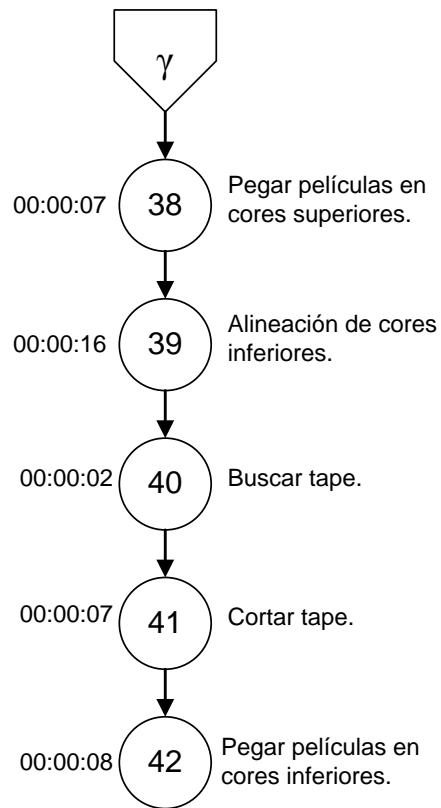 γ
00:00:07
38
Pegar películas en
cores superiores.
00:00:16
39
Alineación de cores
inferiores.
00:00:02
40
Buscar tape.
00:00:07
41
Cortar tape.
00:00:08
42
Pegar películas en
cores inferiores.